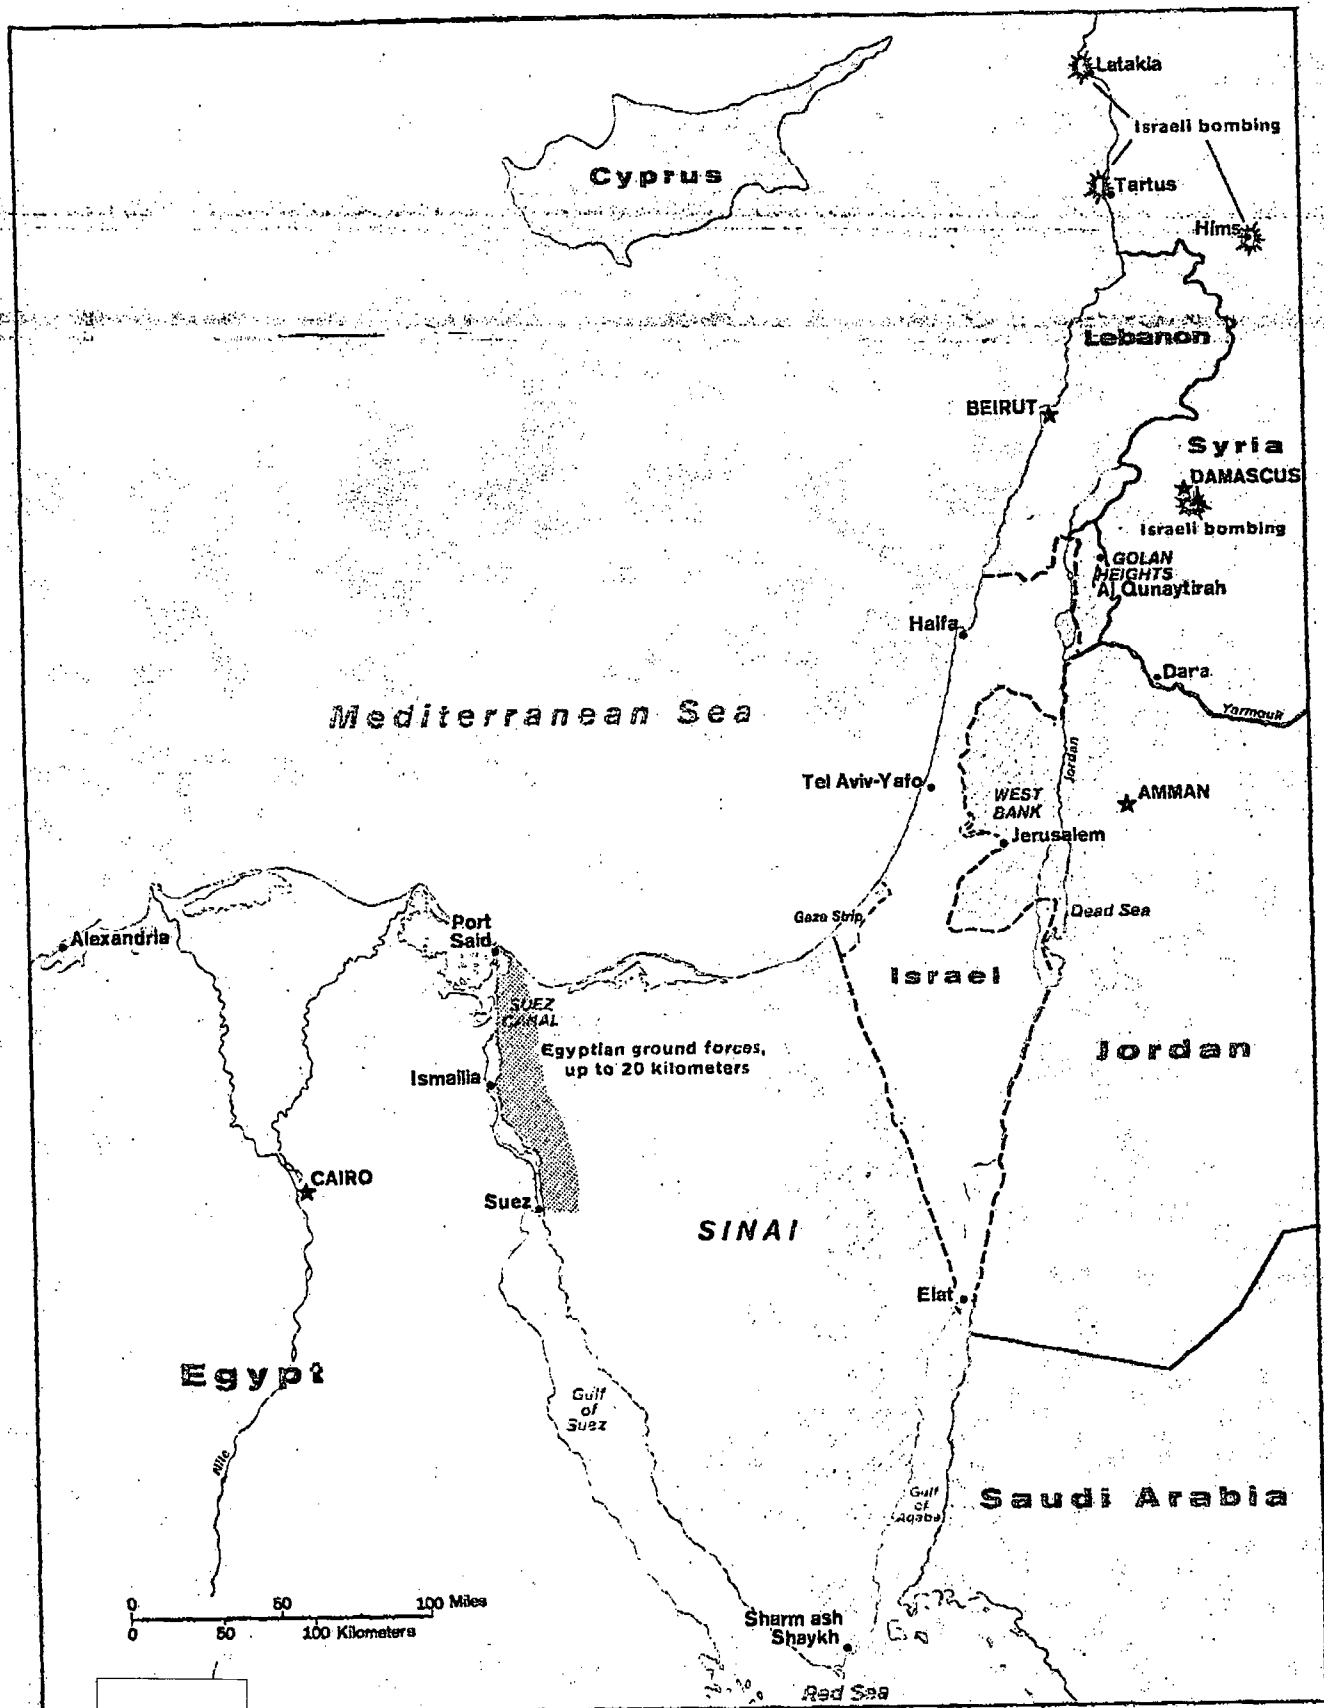 Latakia
Israeli bombing
Cyprus
Tartus
Hims
Lebanon
BEIRUT
Syria
DAMASCUS
Israeli bombing
GOLAN
HEIGHTS
Al Qunaytirah
Haifa
Dar'a
Mediterranean Sea
Yarmouk
Jordan
Tel Aviv-Yafo
WEST
BANK
AMMAN
Jerusalem
Gaza Strip
Dead Sea
Port
Said
Alexandria
Israel
SUEZ
CANAL
Egyptian ground forces,
up to 20 kilometers
Jordan
Ismailia
CAIRO
Suez
SINAI
Elat
Egypt
Gulf
of
Suez
Nile
Gulf
of
Aqaba
Saudi Arabia
0 50 100 Miles
0 50 100 Kilometers
Sharm ash
Shaykh
Red Sea